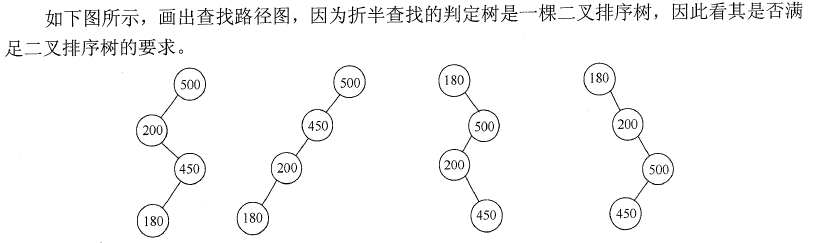 如下图所示，画出查找路径图，因为折半查找的判定树是一棵二叉排序树，因此看其是否满
足二叉排序树的要求。
500 500 180 180
200 450 500 200
450 200 200 500
180 180 450 450